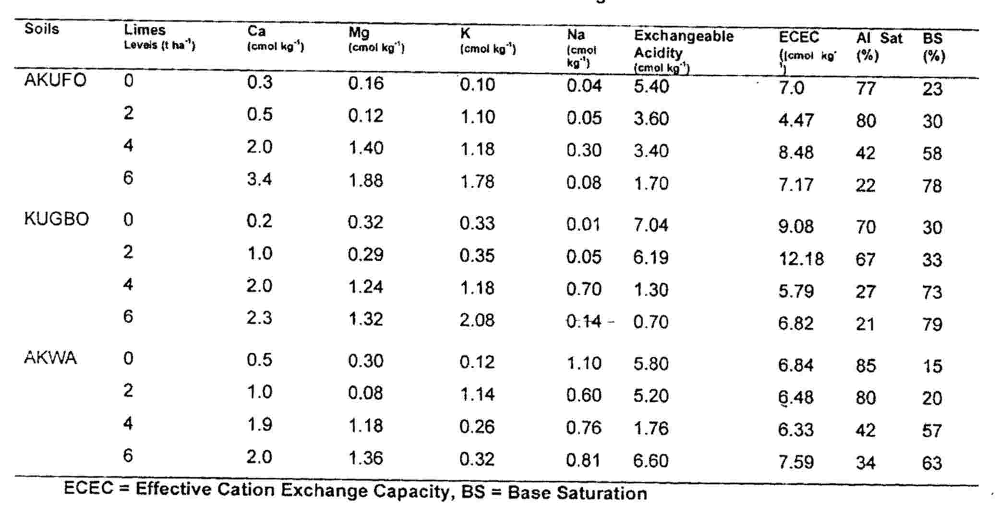 Soils Limes Ca Mg K Na Exchangeable ECEC Al Sat BS
Levels (t ha⁻¹) (cmol kg⁻¹) (cmol kg⁻¹) (cmol kg⁻¹) (cmol kg⁻¹) Acidity (cmol kg⁻¹) ((cmol kg⁻¹) (%) (%)
AKUFO 0 0.3 0.16 0.10 0.04 5.40 7.0 77 23
2 0.5 0.12 1.10 0.05 3.60 4.47 80 30
4 2.0 1.40 1.18 0.30 3.40 8.48 42 58
6 3.4 1.88 1.78 0.08 1.70 7.17 22 78
KUGBO 0 0.2 0.32 0.33 0.01 7.04 9.08 70 30
2 1.0 0.29 0.35 0.05 6.19 12.18 67 33
4 2.0 1.24 1.18 0.70 1.30 5.79 27 73
6 2.3 1.32 2.08 0.14 0.70 6.82 21 79
AKWA 0 0.5 0.30 0.12 1.10 5.80 6.84 85 15
2 1.0 0.08 1.14 0.60 5.20 6.48 80 20
4 1.9 1.18 0.26 0.76 1.76 6.33 42 57
6 2.0 1.36 0.32 0.81 6.60 7.59 34 63
ECEC = Effective Cation Exchange Capacity, BS = Base Saturation